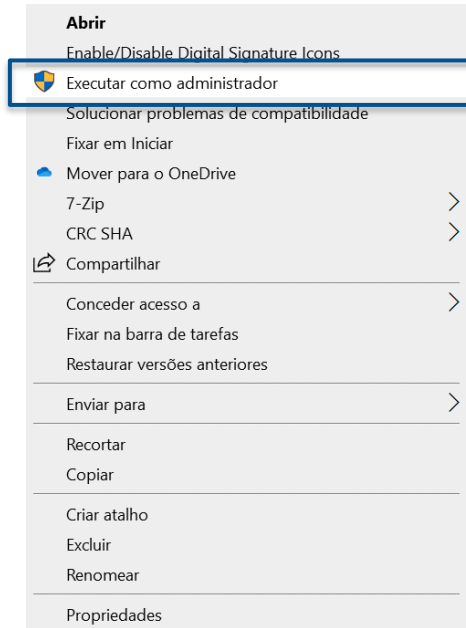 Abrir
Enable/Disable Digital Signature Icons
Executar como administrador
Solucionar problemas de compatibilidade
Fixar em Iniciar
Mover para o OneDrive
7-Zip
CRC SHA
Compartilhar
Conceder acesso a
Fixar na barra de tarefas
Restaurar versões anteriores
Enviar para
Recortar
Copiar
Criar atalho
Excluir
Renomear
Propriedades